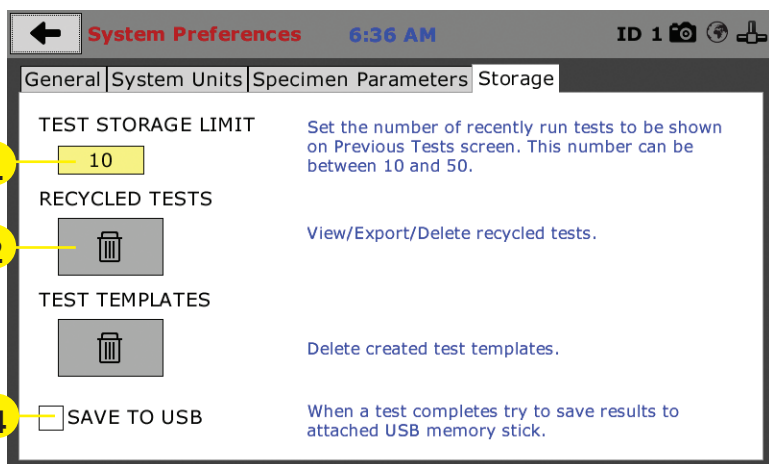 System Preferences 6:36 AM ID 1
General System Units Specimen Parameters Storage
TEST STORAGE LIMIT
10
Set the number of recently run tests to be shown
on Previous Tests screen. This number can be
between 10 and 50.
RECYCLED TESTS
View/Export/Delete recycled tests.
TEST TEMPLATES
Delete created test templates.
SAVE TO USB
When a test completes try to save results to
attached USB memory stick.